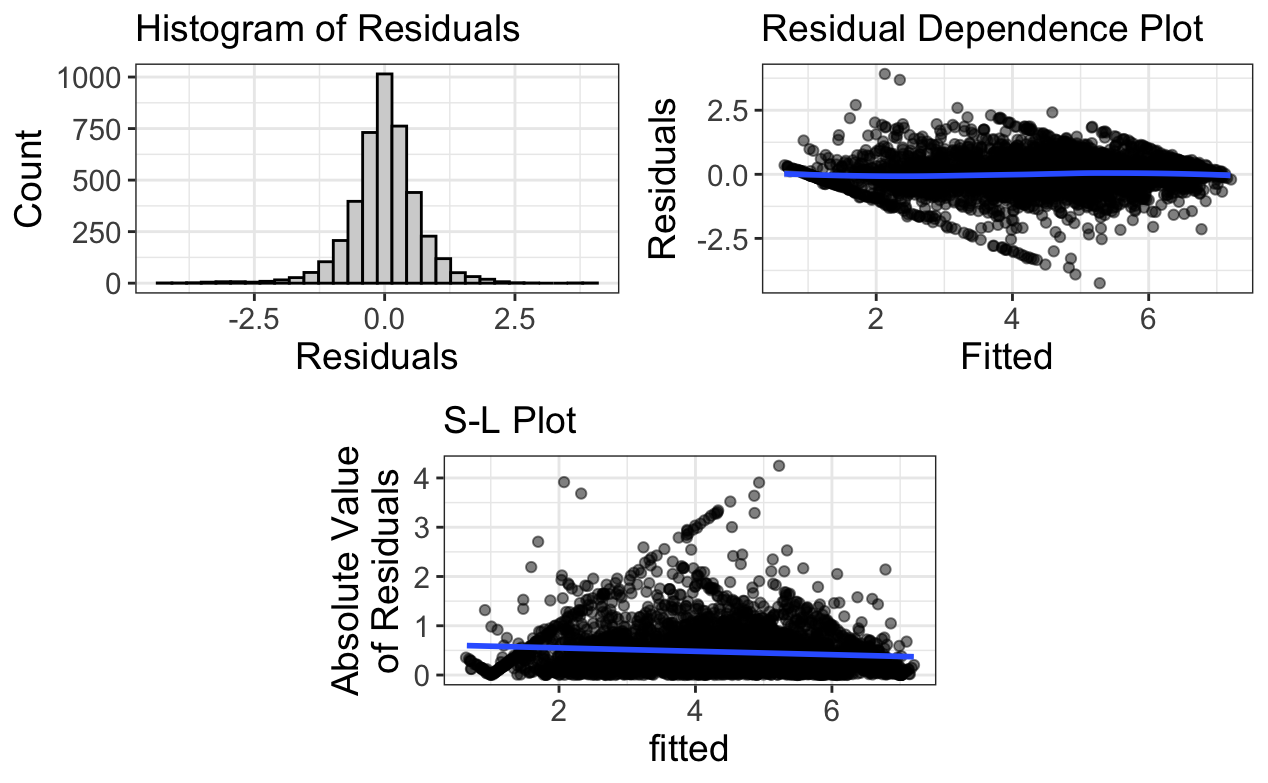 Histogram of Residuals
Count
1000
750
500
250
0
-2.5 0.0 2.5
Residuals
Residual Dependence Plot
Residuals
2.5
0.0
-2.5
2 4 6
Fitted
S-L Plot
Absolute Value
of Residuals
4
3
2
1
0
2 4 6
fitted